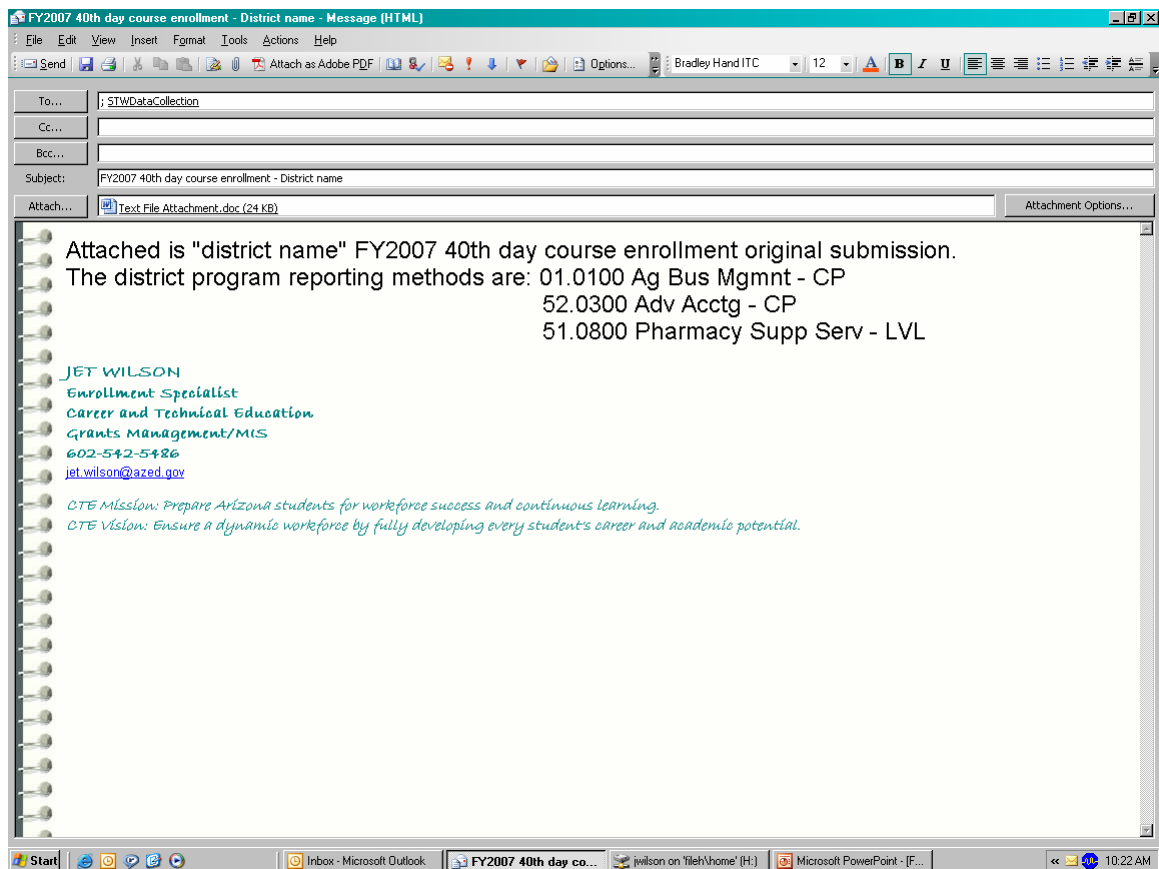 FY2007 40th day course enrollment - District name - Message (HTML)
File Edit View Insert Format Tools Actions Help
Send Attach as Adobe PDF Options... Bradley Hand ITC 12 A B I U
To... ; STWDataCollection
Cc...
Bcc...
Subject: FY2007 40th day course enrollment - District name
Attach... Text File Attachment.doc (24 KB) Attachment Options...
Attached is "district name" FY2007 40th day course enrollment original submission.
The district program reporting methods are: 01.0100 Ag Bus Mgmnt - CP
52.0300 Adv Acctg - CP
51.0800 Pharmacy Supp Serv - LVL
JET WILSON
Enrollment Specialist
Career and Technical Education
Grants Management/MIS
602-542-5486
jet.wilson@azed.gov
CTE Mission: Prepare Arizona students for workforce success and continuous learning.
CTE Vision: Ensure a dynamic workforce by fully developing every student's career and academic potential.
Start Inbox - Microsoft Outlook FY2007 40th day co... jwilson on 'fileh\home' (H:) Microsoft PowerPoint - [F... « 10:22 AM